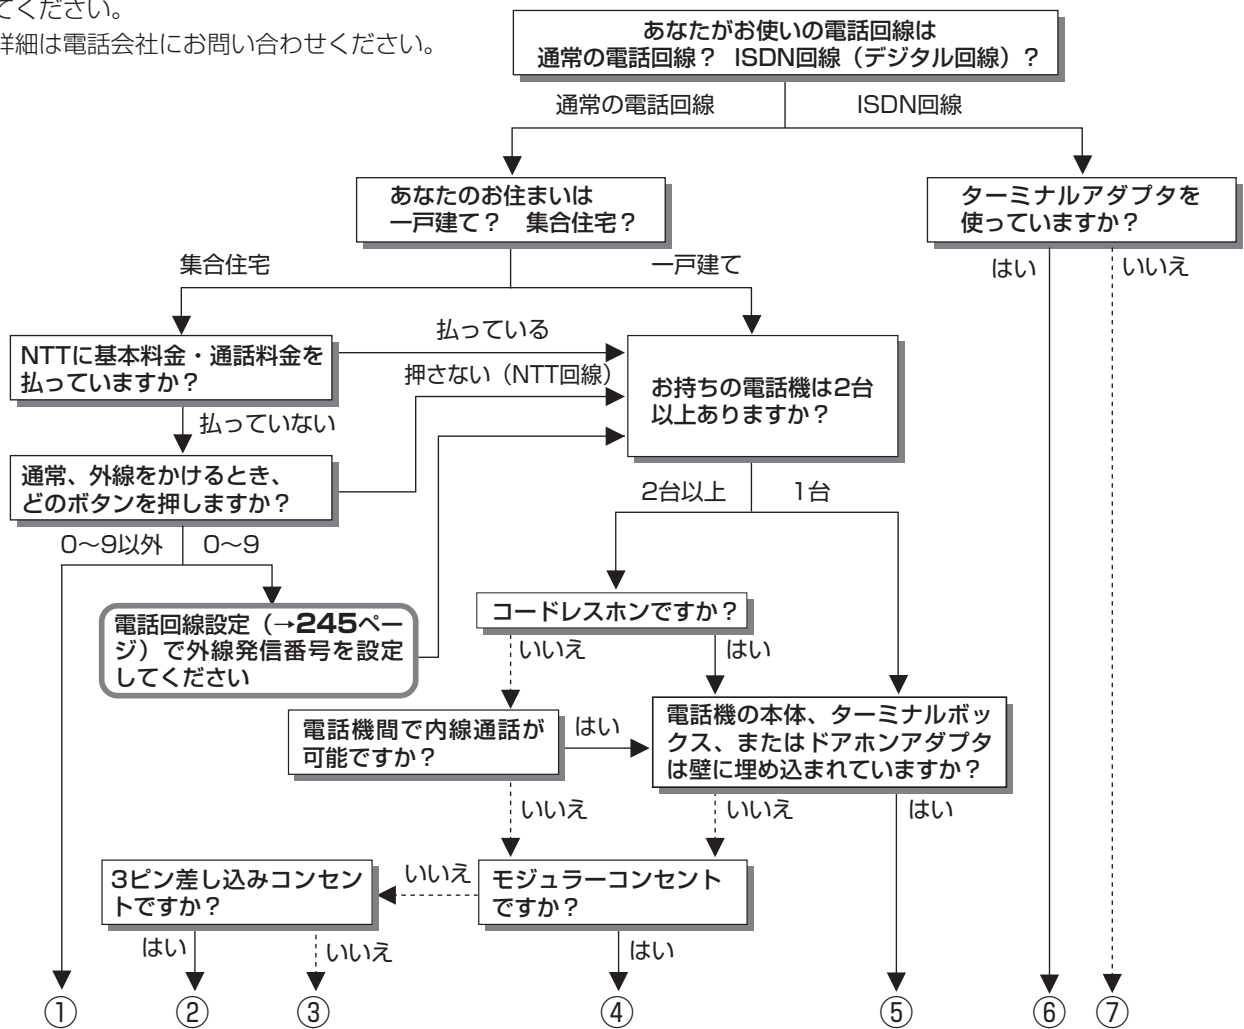 てください。
詳細は電話会社にお問い合わせください。
あなたがお使いの電話回線は
通常の電話回線? ISDN回線(デジタル回線)?
通常の電話回線
ISDN回線
あなたのお住まいは
一戸建て? 集合住宅?
ターミナルアダプタを
使っていますか?
集合住宅
一戸建て
はい
いいえ
NTTに基本料金・通話料金を
払っていますか?
払っている
押さない(NTT回線)
お持ちの電話機は2台
以上ありますか?
払っていない
通常、外線をかけるとき、
どのボタンを押しますか?
2台以上
1台
0〜9以外
0〜9
電話回線設定(→245ペー
ジ)で外線発信番号を設定
してください
コードレスホンですか?
いいえ
はい
電話機間で内線通話が
可能ですか?
はい
電話機の本体、ターミナルボッ
クス、またはドアホンアダプタ
は壁に埋め込まれていますか?
いいえ
いいえ
はい
3ピン差し込みコンセン
トですか?
いいえ
モジュラーコンセント
ですか?
はい
いいえ
はい
①
②
③
④
⑤
⑥
⑦